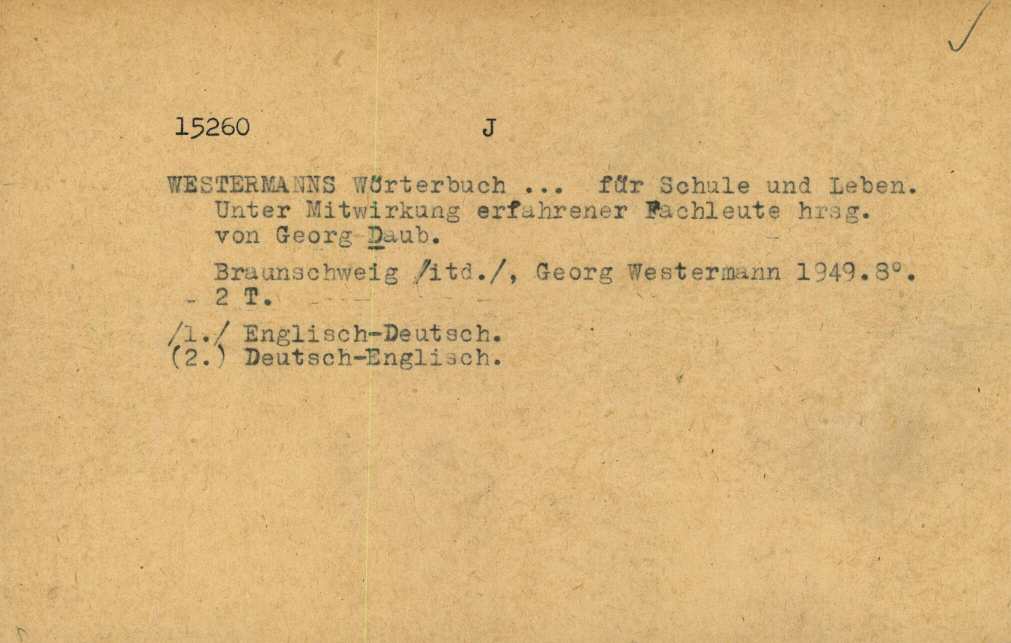 15260 J
WESTERMANNS Wörterbuch ... für Schule und Leben.
Unter Mitwirkung erfahrener Fachleute hrsg.
von Georg Daub.
Braunschweig /itd./, Georg Westermann 1949.8°.
- 2 T.
/1./ Englisch-Deutsch.
(2.) Deutsch-Englisch.